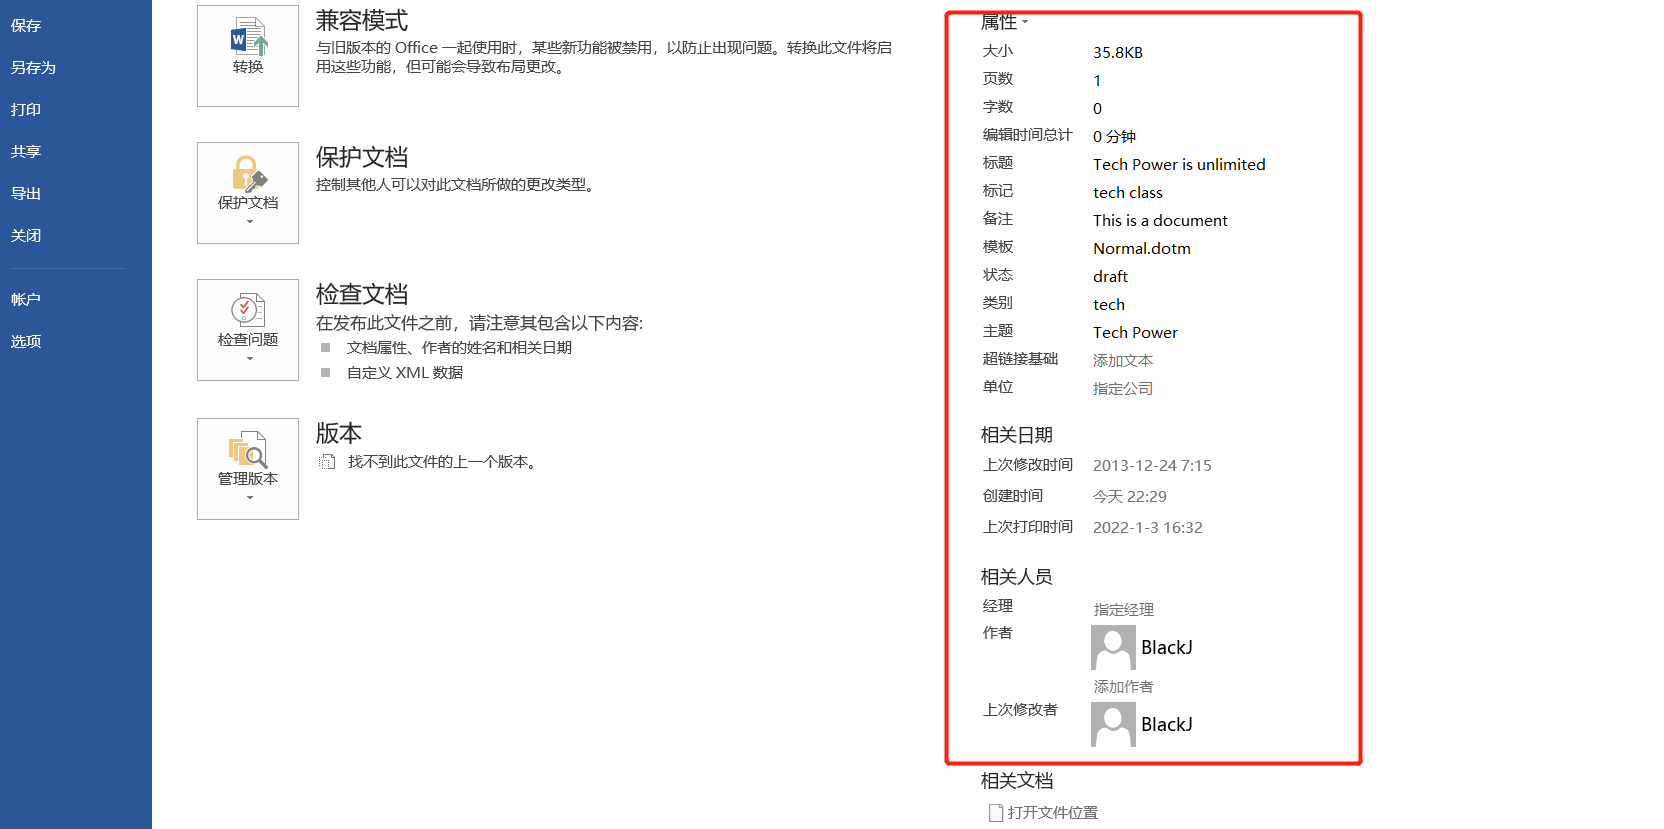 保存
另存为
打印
共享
导出
关闭
帐户
选项
转换
兼容模式
与旧版本的 Office 一起使用时，某些新功能被禁用，以防止出现问题。转换此文件将启
用这些功能，但可能会导致布局更改。
保护文档
保护文档
控制其他人可以对此文档所做的更改类型。
检查问题
检查文档
在发布此文件之前，请注意其包含以下内容:
文档属性、作者的姓名和相关日期
自定义 XML 数据
管理版本
版本
找不到此文件的上一个版本。
属性
大小 35.8KB
页数 1
字数 0
编辑时间总计 0 分钟
标题 Tech Power is unlimited
标记 tech class
备注 This is a document
模板 Normal.dotm
状态 draft
类别 tech
主题 Tech Power
超链接基础 添加文本
单位 指定公司
相关日期
上次修改时间 2013-12-24 7:15
创建时间 今天 22:29
上次打印时间 2022-1-3 16:32
相关人员
经理 指定经理
作者 BlackJ
添加作者
上次修改者 BlackJ
相关文档
打开文件位置